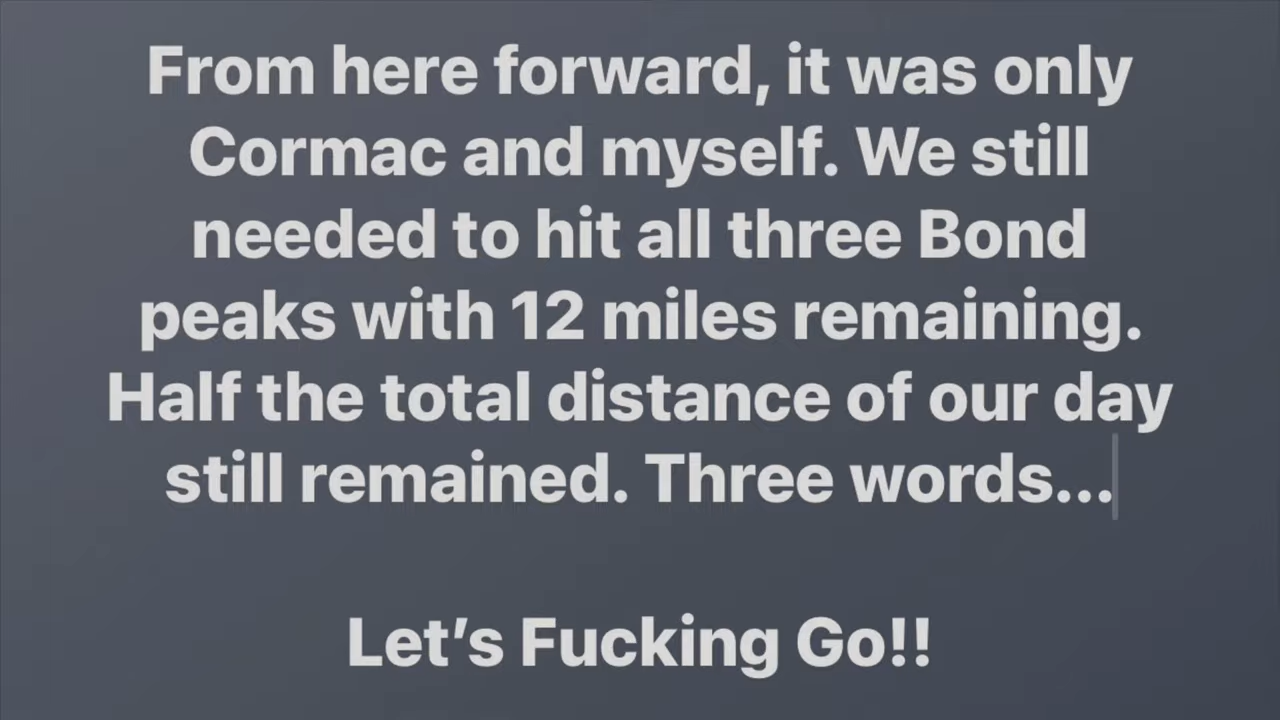 From here forward, it was only
Cormac and myself. We still
needed to hit all three Bond
peaks with 12 miles remaining.
Half the total distance of our day
still remained. Three words...
Let’s Fucking Go!!